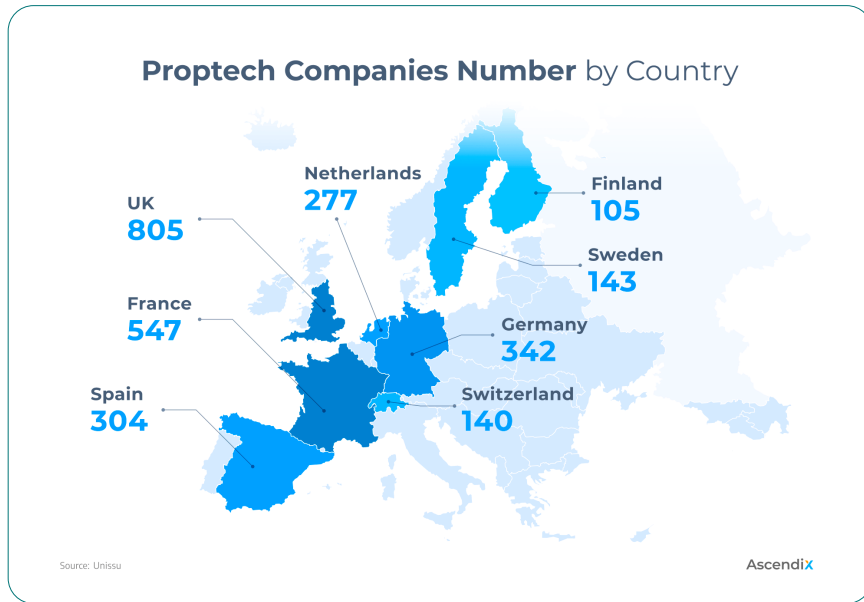 Proptech Companies Number by Country
Netherlands
277
UK
805
Finland
105
Sweden
143
France
547
Germany
342
Spain
304
Switzerland
140
Source: Unissu
Ascendix